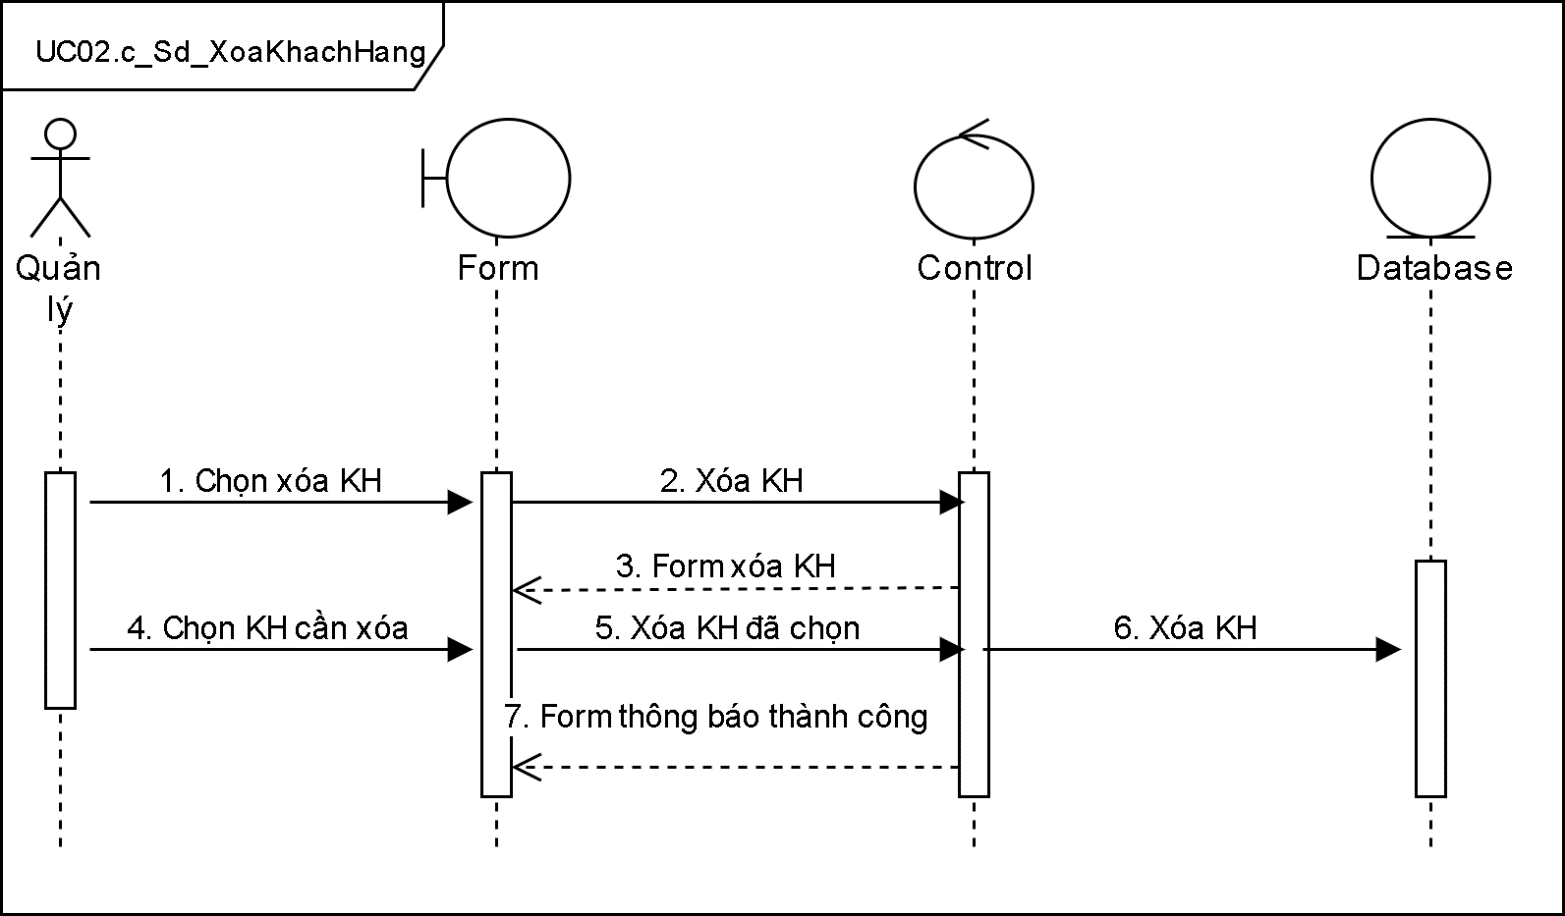 UC02.c_Sd_XoaKhachHang
Quản
lý
Form
Control
Database
1. Chọn xóa KH
2. Xóa KH
3. Form xóa KH
4. Chọn KH cần xóa
5. Xóa KH đã chọn
6. Xóa KH
7. Form thông báo thành công